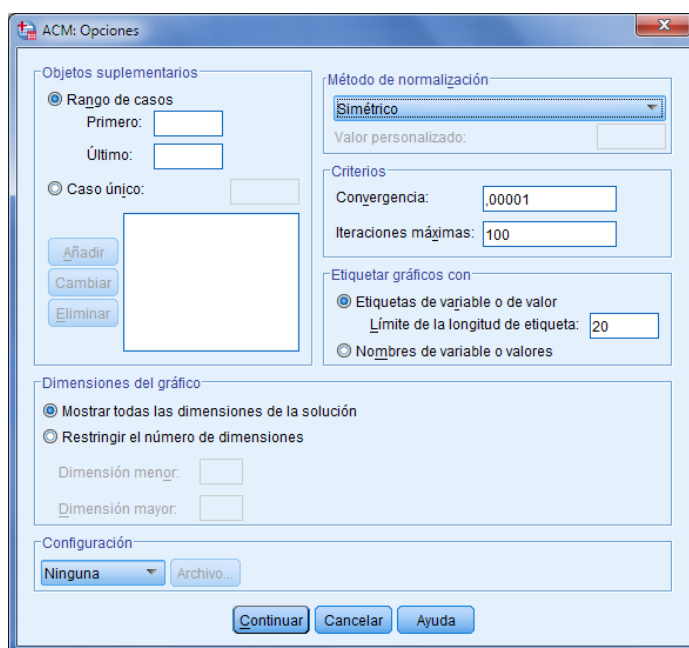 ACM: Opciones
Objetos suplementarios
Rango de casos
Primero:
Último:
Caso único:
Añadir
Cambiar
Eliminar
Método de normalización
Simétrico
Valor personalizado:
Criterios
Convergencia: ,00001
Iteraciones máximas: 100
Etiquetar gráficos con
Etiquetas de variable o de valor
Límite de la longitud de etiqueta: 20
Nombres de variable o valores
Dimensiones del gráfico
Mostrar todas las dimensiones de la solución
Restringir el número de dimensiones
Dimensión menor:
Dimensión mayor:
Configuración
Ninguna Archivo...
Continuar Cancelar Ayuda